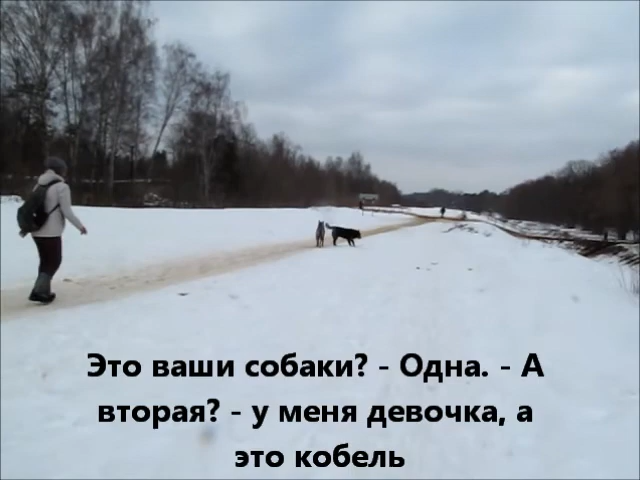 Это ваши собаки? - Одна. - А
вторая? - у меня девочка, а
это кобель